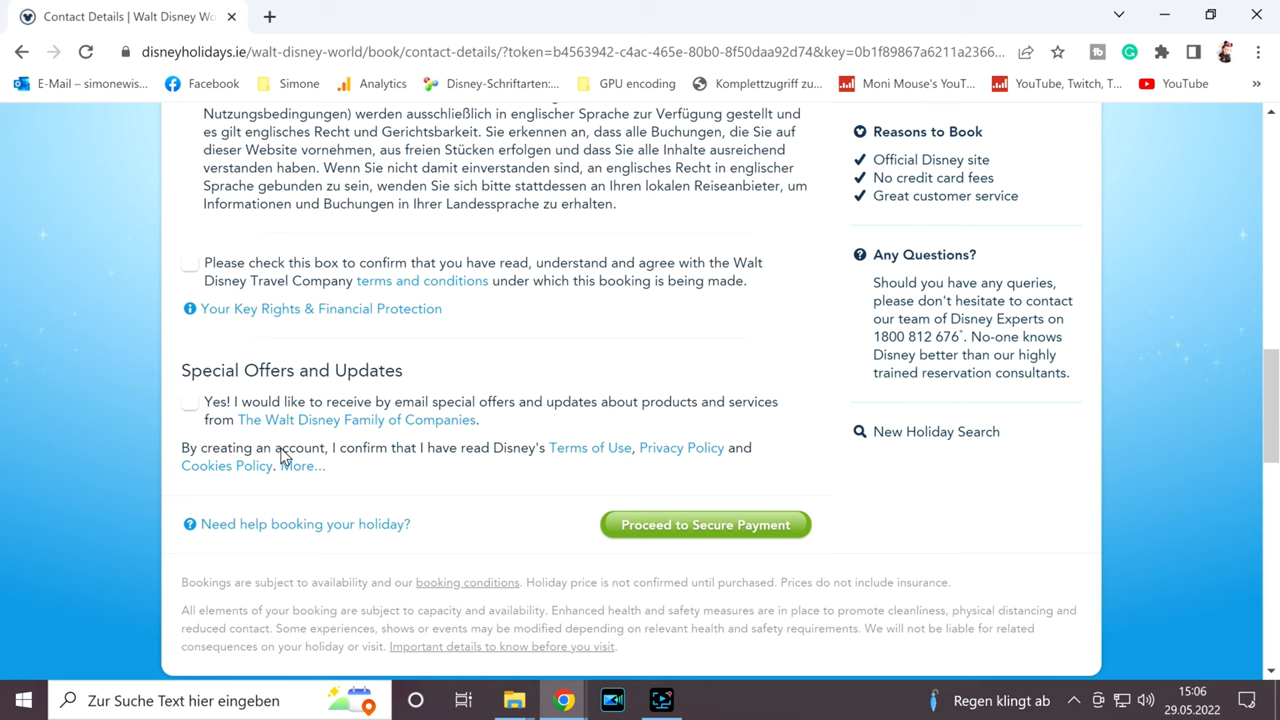 Contact Details | Walt Disney Wo
disneyholidays.ie/walt-disney-world/book/contact-details/?token=b4563942-c4ac-465e-80b0-8f50daa92d74&key=0b1f89867a6211a2366...
E-Mail – simonewis...
Facebook
Simone
Analytics
Disney-Schriftarten:...
GPU encoding
Komplettzugriff zu...
Moni Mouse's YouT...
YouTube, Twitch, T...
YouTube
Nutzungsbedingungen) werden ausschließlich in englischer Sprache zur Verfügung gestellt und
es gilt englisches Recht und Gerichtsbarkeit. Sie erkennen an, dass alle Buchungen, die Sie auf
dieser Website vornehmen, aus freien Stücken erfolgen und dass Sie alle Inhalte ausreichend
verstanden haben. Wenn Sie nicht damit einverstanden sind, an englisches Recht in englischer
Sprache gebunden zu sein, wenden Sie sich bitte stattdessen an Ihren lokalen Reiseanbieter, um
Informationen und Buchungen in Ihrer Landessprache zu erhalten.
Please check this box to confirm that you have read, understand and agree with the Walt
Disney Travel Company terms and conditions under which this booking is being made.
Your Key Rights & Financial Protection
Special Offers and Updates
Yes! I would like to receive by email special offers and updates about products and services
from The Walt Disney Family of Companies.
By creating an account, I confirm that I have read Disney's Terms of Use, Privacy Policy and
Cookies Policy. More...
Need help booking your holiday?
Proceed to Secure Payment
Bookings are subject to availability and our booking conditions. Holiday price is not confirmed until purchased. Prices do not include insurance.
All elements of your booking are subject to capacity and availability. Enhanced health and safety measures are in place to promote cleanliness, physical distancing and
reduced contact. Some experiences, shows or events may be modified depending on relevant health and safety requirements. We will not be liable for related
consequences on your holiday or visit. Important details to know before you visit.
Reasons to Book
Official Disney site
No credit card fees
Great customer service
Any Questions?
Should you have any queries,
please don't hesitate to contact
our team of Disney Experts on
1800 812 676*. No-one knows
Disney better than our highly
trained reservation consultants.
New Holiday Search
Zur Suche Text hier eingeben
Regen klingt ab
15:06
29.05.2022